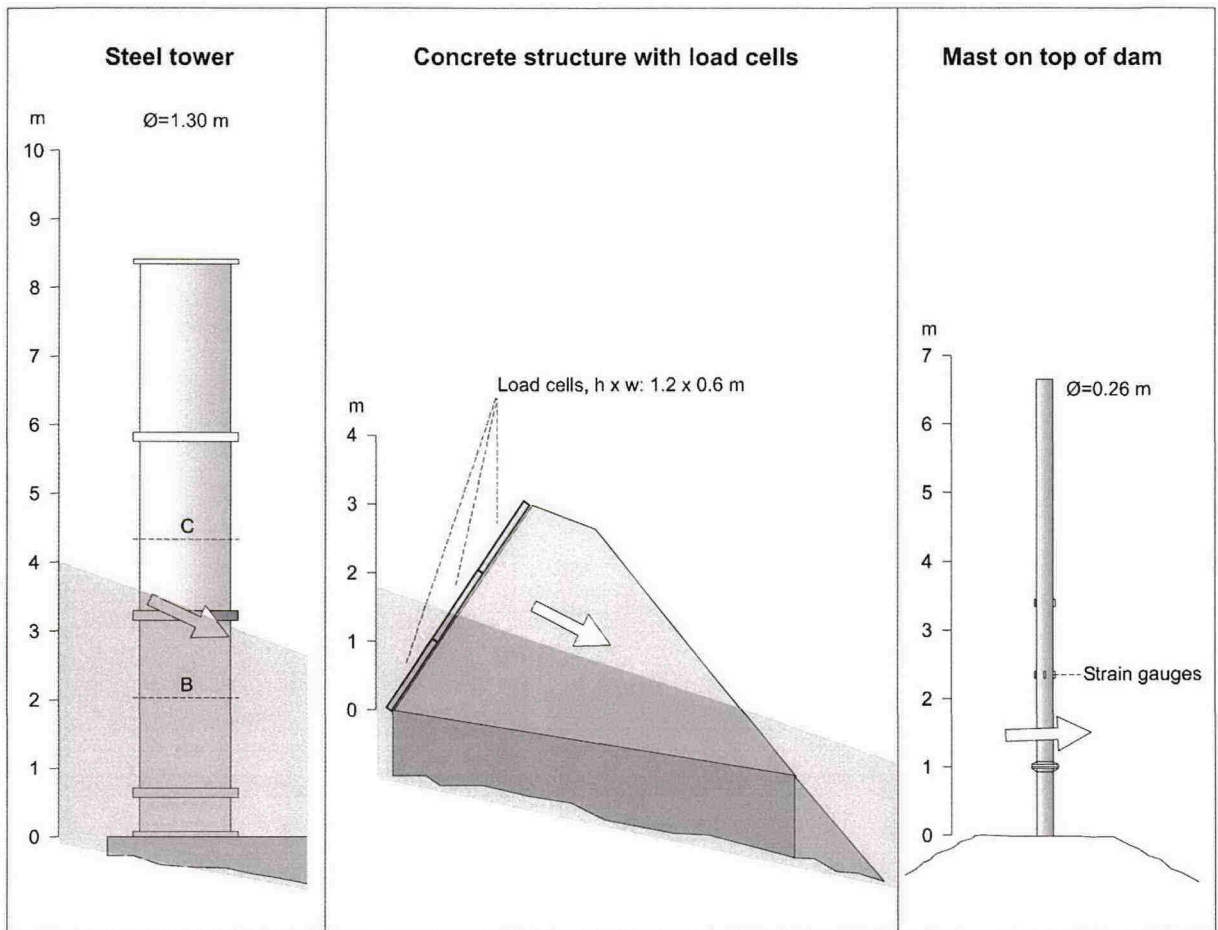 Steel tower
m
Ø=1.30 m
10
9
8
7
6
5
C
4
3
B
2
1
0
Concrete structure with load cells
Load cells, h x w: 1.2 x 0.6 m
m
4
3
2
1
0
Mast on top of dam
m
7
Ø=0.26 m
6
5
4
3
Strain gauges
2
1
0